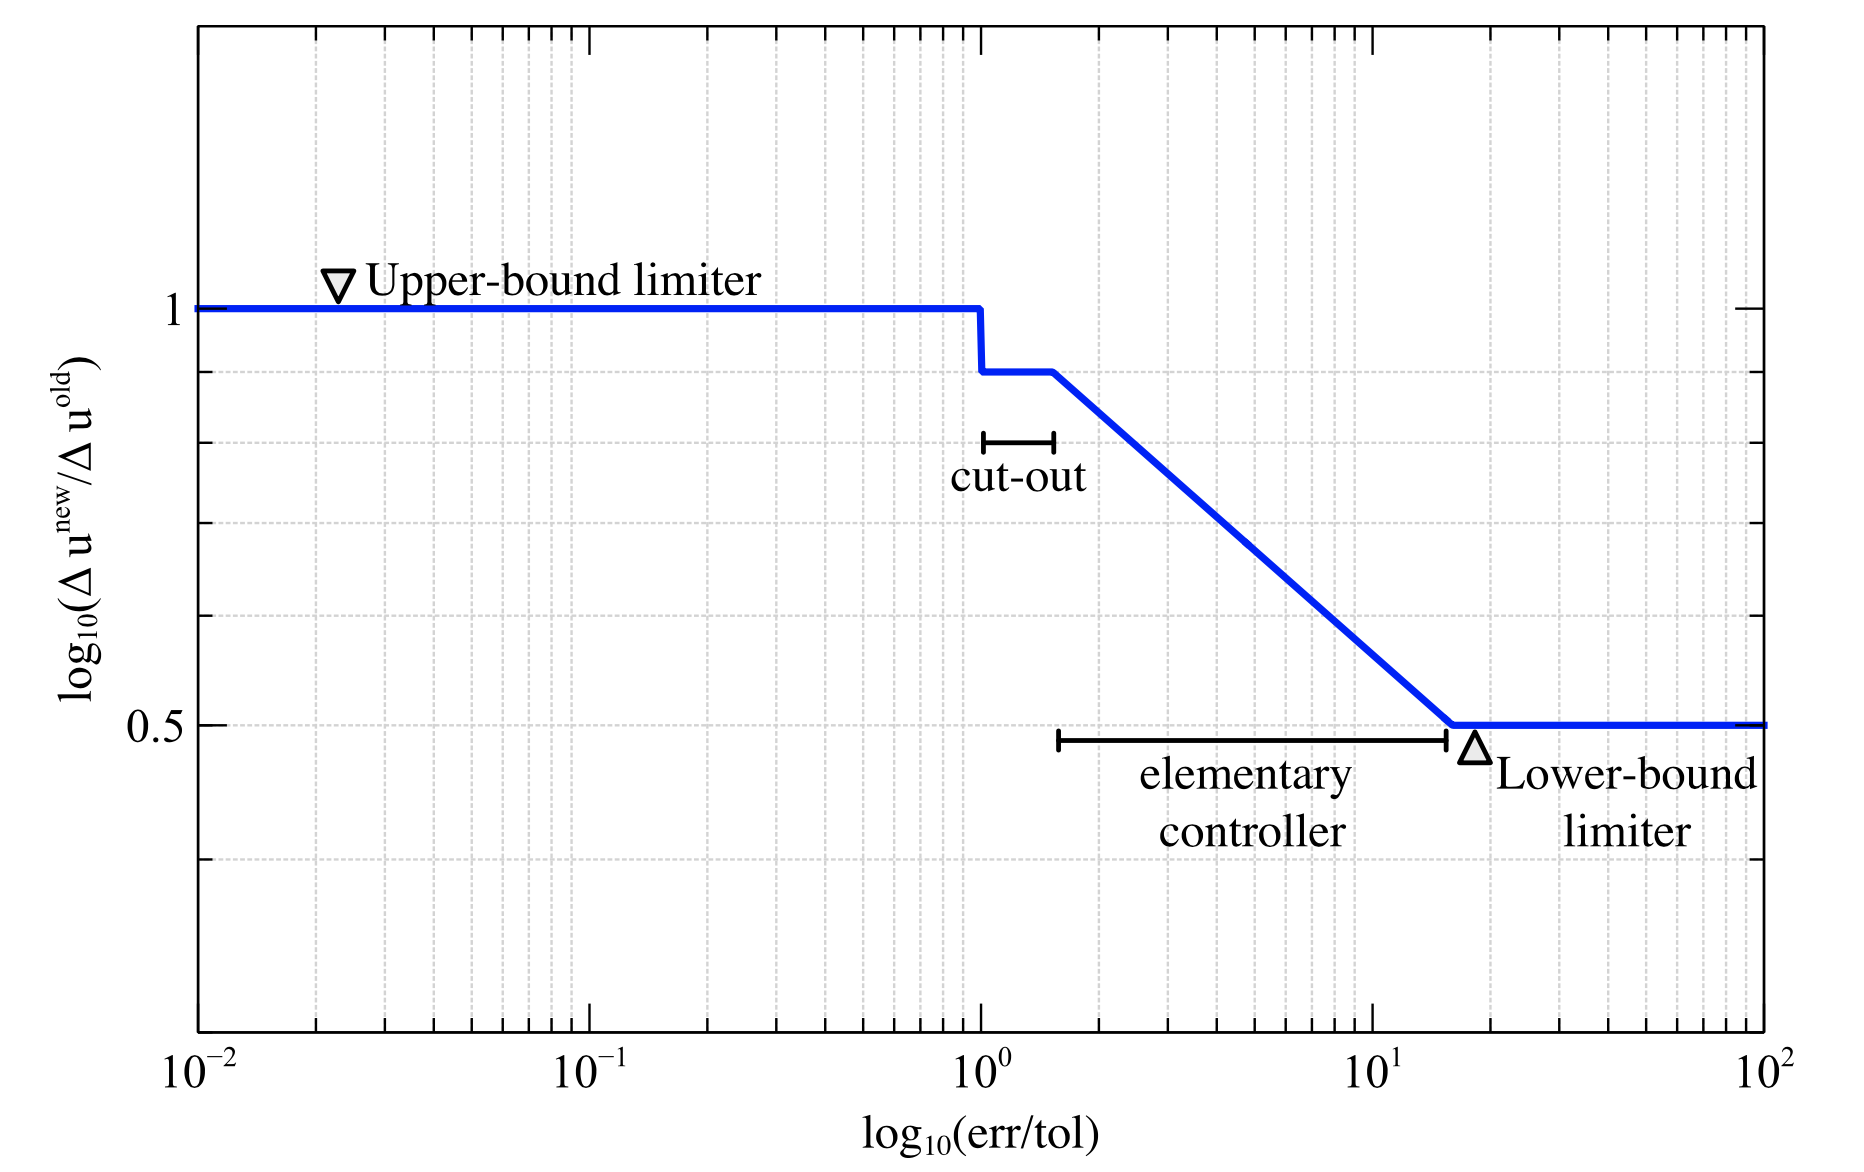 Upper-bound limiter
1
cut-out
0.5
elementary
controller
Lower-bound
limiter
log₁₀(Δ uⁿᵉʷ/Δ uᵒˡᵈ)
10⁻²
10⁻¹
10⁰
10¹
10²
log₁₀(err/tol)